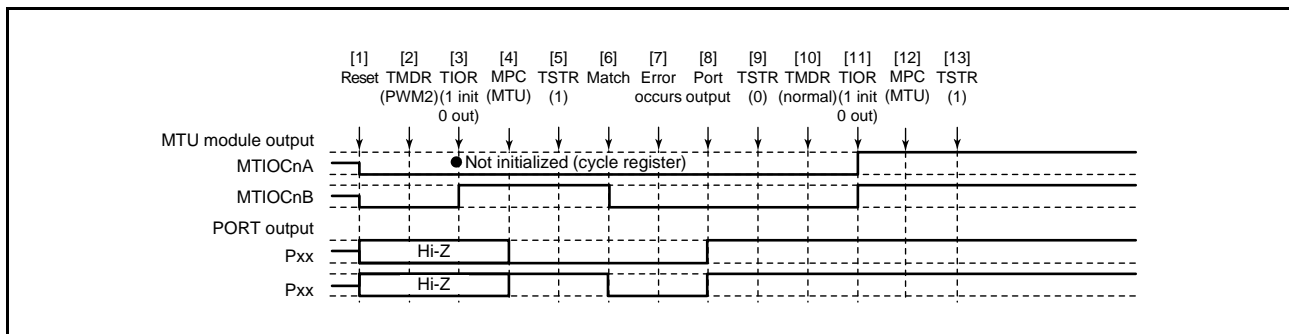 [1] [2] [3] [4] [5] [6] [7] [8] [9] [10] [11] [12] [13]
Reset TMDR TIOR MPC TSTR Match Error Port TSTR TMDR TIOR MPC TSTR
(PWM2) (1 init (MTU) (1) occurs output (0) (normal) (1 init (MTU) (1)
0 out) 0 out)
MTU module output
MTIOCnA
Not initialized (cycle register)
MTIOCnB
PORT output
Pxx
Hi-Z
Pxx
Hi-Z